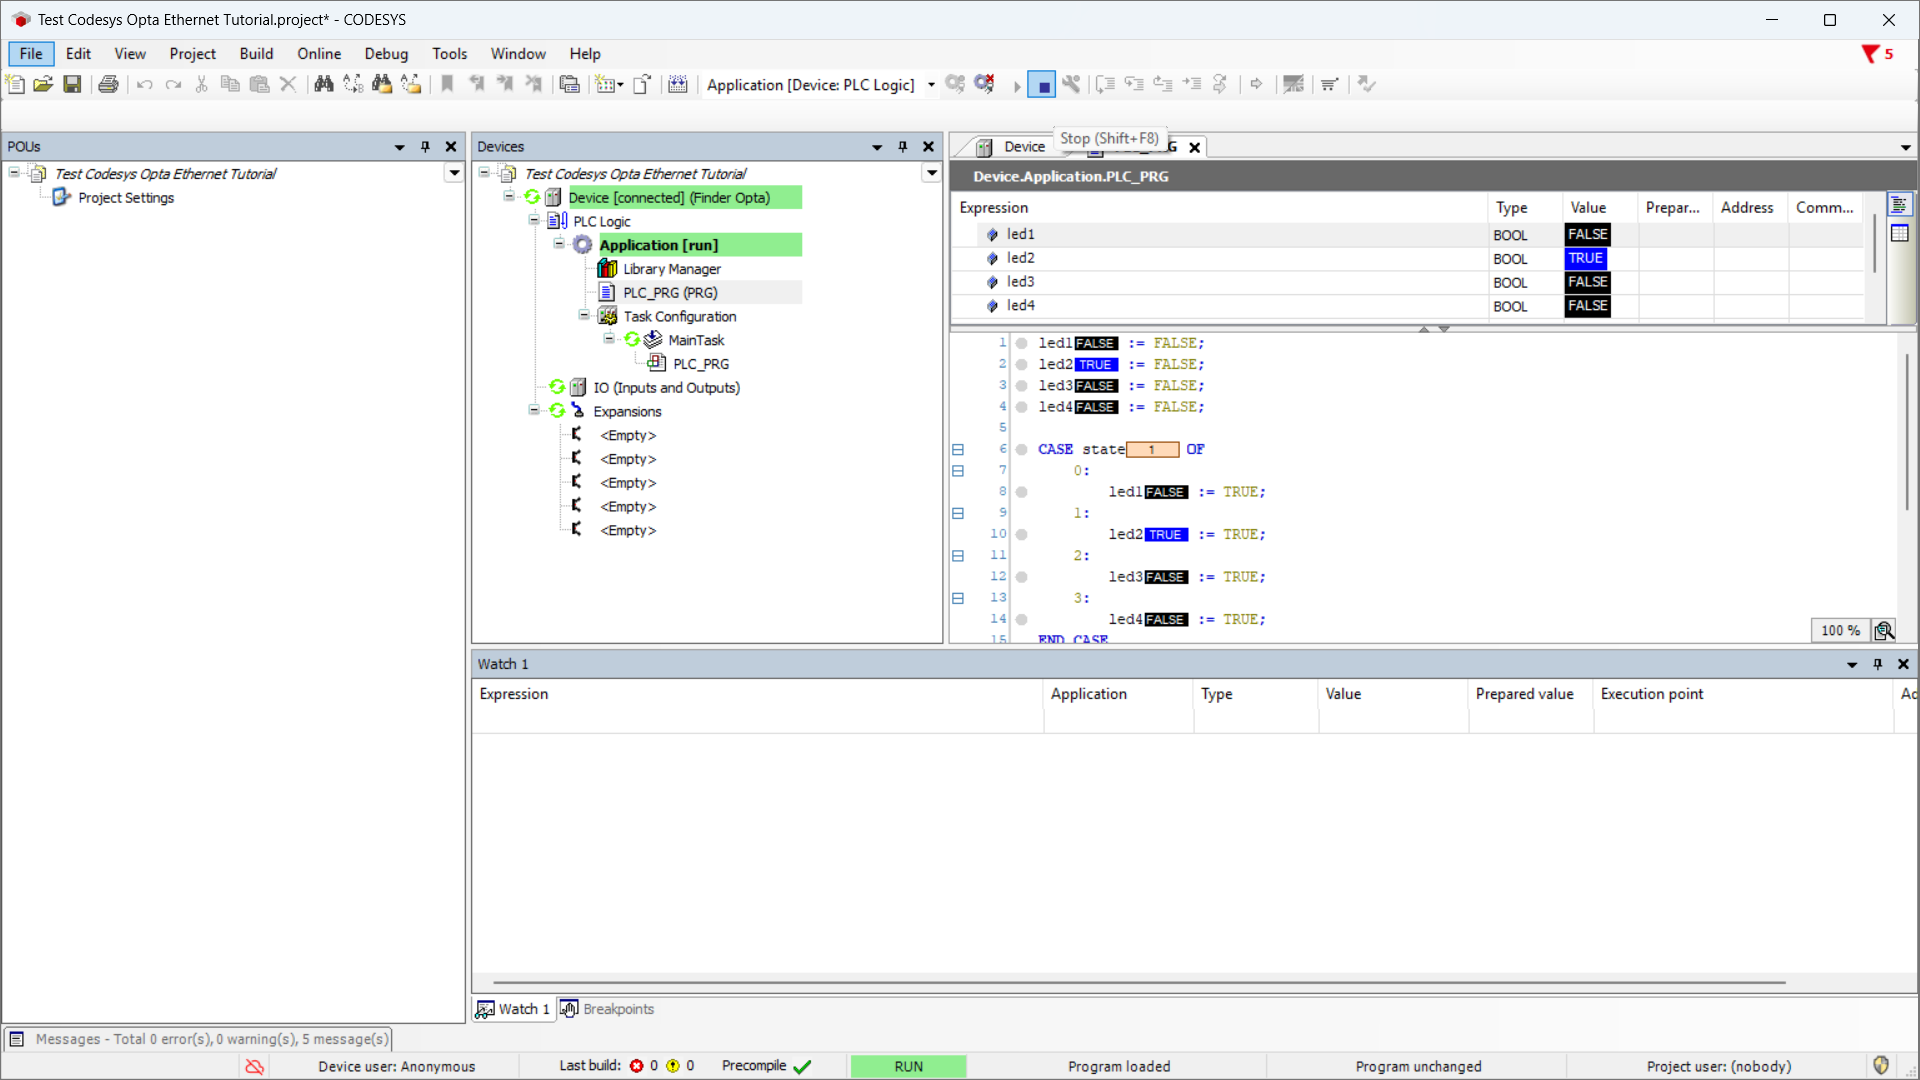 Test Codesys Opta Ethernet Tutorial.project* - CODESYS
File Edit View Project Build Online Debug Tools Window Help
5
Application [Device: PLC Logic]
Stop (Shift+F8)
POUs
Test Codesys Opta Ethernet Tutorial
Project Settings
Devices
Test Codesys Opta Ethernet Tutorial
Device [connected] (Finder Opta)
PLC Logic
Application [run]
Library Manager
PLC_PRG (PRG)
Task Configuration
MainTask
PLC_PRG
IO (Inputs and Outputs)
Expansions
<Empty>
<Empty>
<Empty>
<Empty>
<Empty>
Device
Device.Application.PLC_PRG
Expression Type Value Prepar... Address Comm...
led1 BOOL FALSE
led2 BOOL TRUE
led3 BOOL FALSE
led4 BOOL FALSE
1 led1 FALSE := FALSE;
2 led2 TRUE := FALSE;
3 led3 FALSE := FALSE;
4 led4 FALSE := FALSE;
5
6 CASE state 1 OF
7 0:
8 led1 FALSE := TRUE;
9 1:
10 led2 TRUE := TRUE;
11 2:
12 led3 FALSE := TRUE;
13 3:
14 led4 FALSE := TRUE;
15 END_CASE
100 %
Watch 1
Expression Application Type Value Prepared value Execution point
Watch 1 Breakpoints
Messages - Total 0 error(s), 0 warning(s), 5 message(s)
Device user: Anonymous Last build: 0 0 Precompile RUN Program loaded Program unchanged Project user: (nobody)